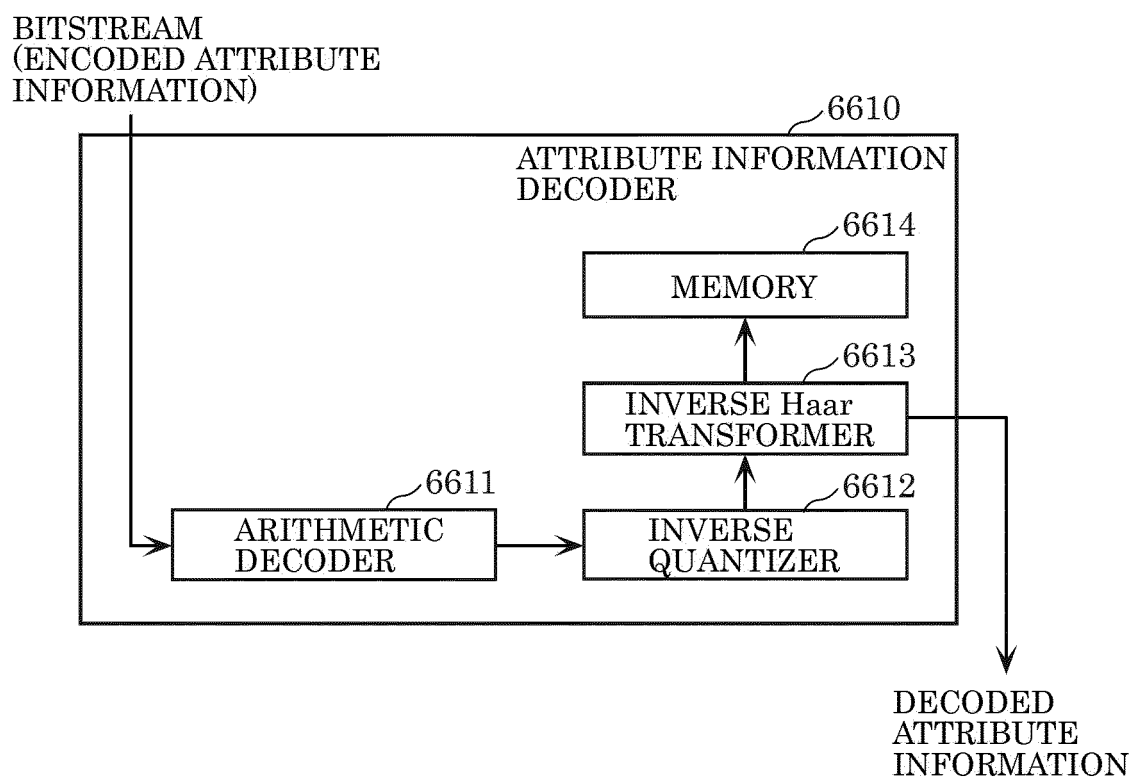 BITSTREAM
(ENCODED ATTRIBUTE
INFORMATION)
6610
ATTRIBUTE INFORMATION
DECODER
6614
MEMORY
6613
INVERSE Haar
TRANSFORMER
6611
ARITHMETIC
DECODER
6612
INVERSE
QUANTIZER
DECODED
ATTRIBUTE
INFORMATION